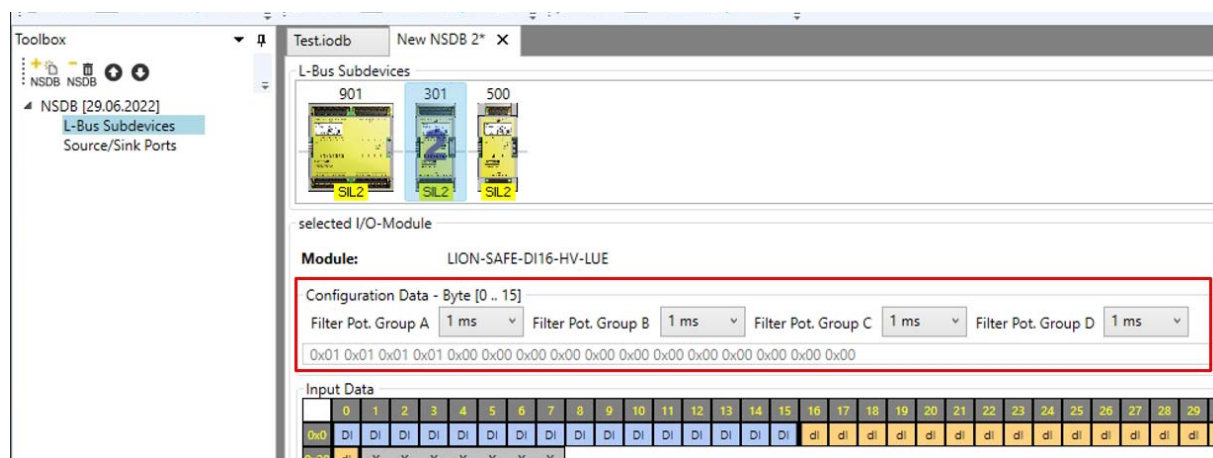 Toolbox
NSDB NSDB
NSDB [29.06.2022]
L-Bus Subdevices
Source/Sink Ports
Test.iodb New NSDB 2* X
L-Bus Subdevices
901 301 500
2
SIL2 SIL2 SIL2
selected I/O-Module
Module: LION-SAFE-DI16-HV-LUE
Configuration Data - Byte [0 .. 15]
Filter Pot. Group A 1 ms Filter Pot. Group B 1 ms Filter Pot. Group C 1 ms Filter Pot. Group D 1 ms
0x01 0x01 0x01 0x01 0x00 0x00 0x00 0x00 0x00 0x00 0x00 0x00 0x00 0x00 0x00 0x00
Input Data
0 1 2 3 4 5 6 7 8 9 10 11 12 13 14 15 16 17 18 19 20 21 22 23 24 25 26 27 28 29
0x0 DI DI DI DI DI DI DI DI DI DI DI DI DI DI DI DI dI dI dI dI dI dI dI dI dI dI dI dI dI dI